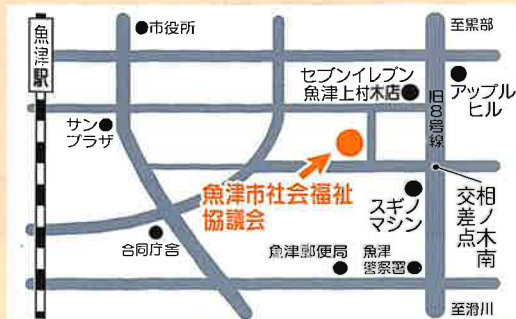 魚津駅
市役所
至黒部
セブンイレブン
魚津上村木店
アップル
ヒル
旧8号線
サン
プラザ
魚津市社会福祉
協議会
スギノ
マシン
相ノ木南
交差点
合同庁舎
魚津郵便局
魚津
警察署
至滑川